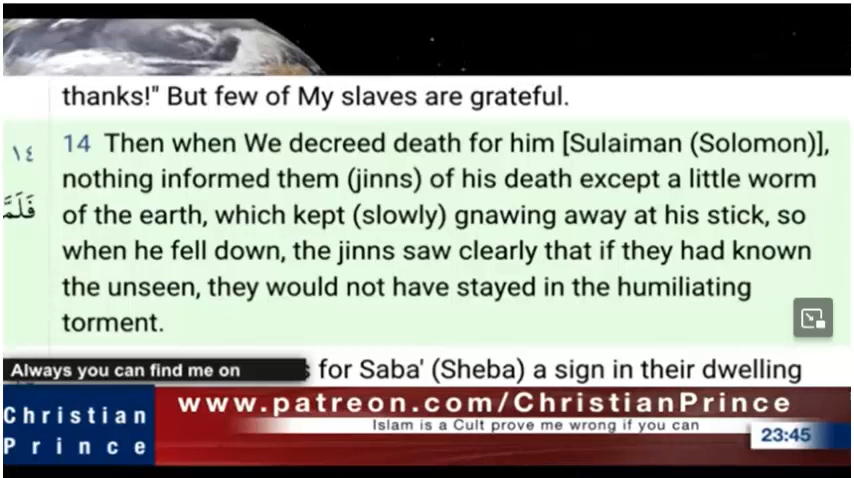 thanks!" But few of My slaves are grateful.
١٤
14 Then when We decreed death for him [Sulaiman (Solomon)],
nothing informed them (jinns) of his death except a little worm
فَلَمَّ
of the earth, which kept (slowly) gnawing away at his stick, so
when he fell down, the jinns saw clearly that if they had known
the unseen, they would not have stayed in the humiliating
torment.
Always you can find me on
for Saba' (Sheba) a sign in their dwelling
Christian
Prince
www.patreon.com/ChristianPrince
Islam is a Cult prove me wrong if you can
23:45